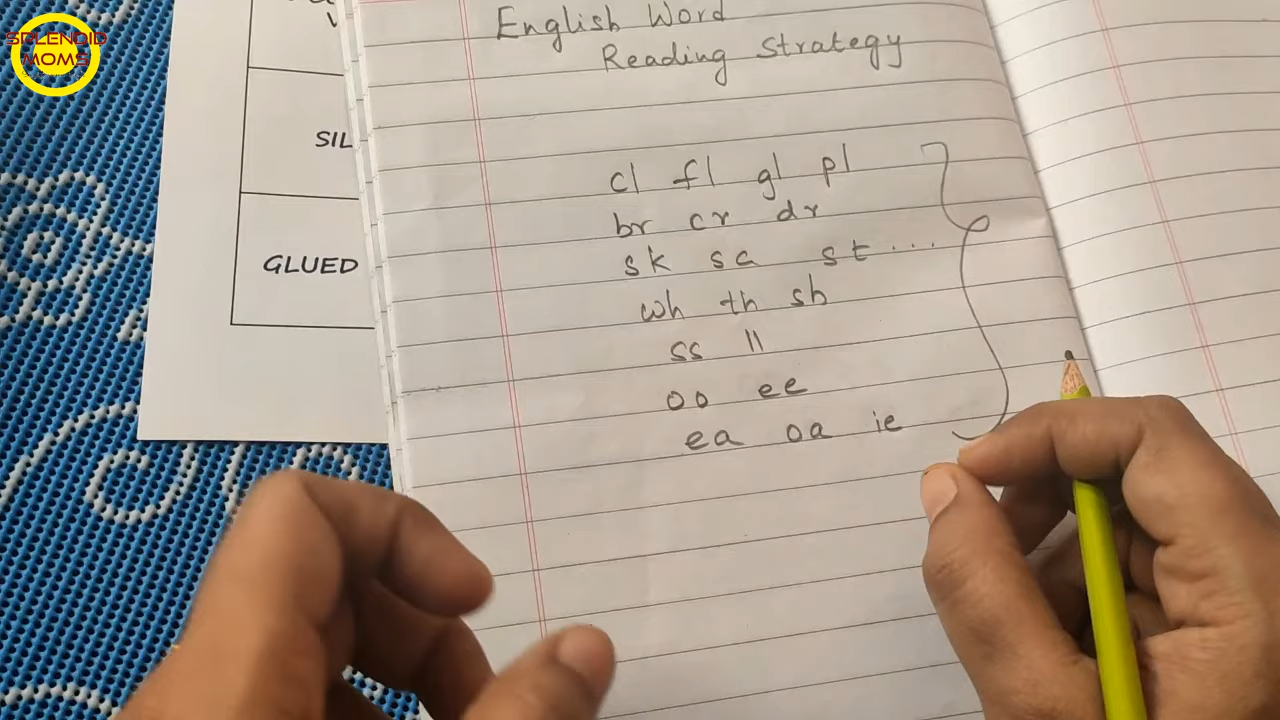 SPLENDID
MOMS
SIL
GLUED
English Word
Reading Strategy
cl fl gl pl
br cr dr
sk sc st ...
wh th sh
ss ll
oo ee
ea oa ie